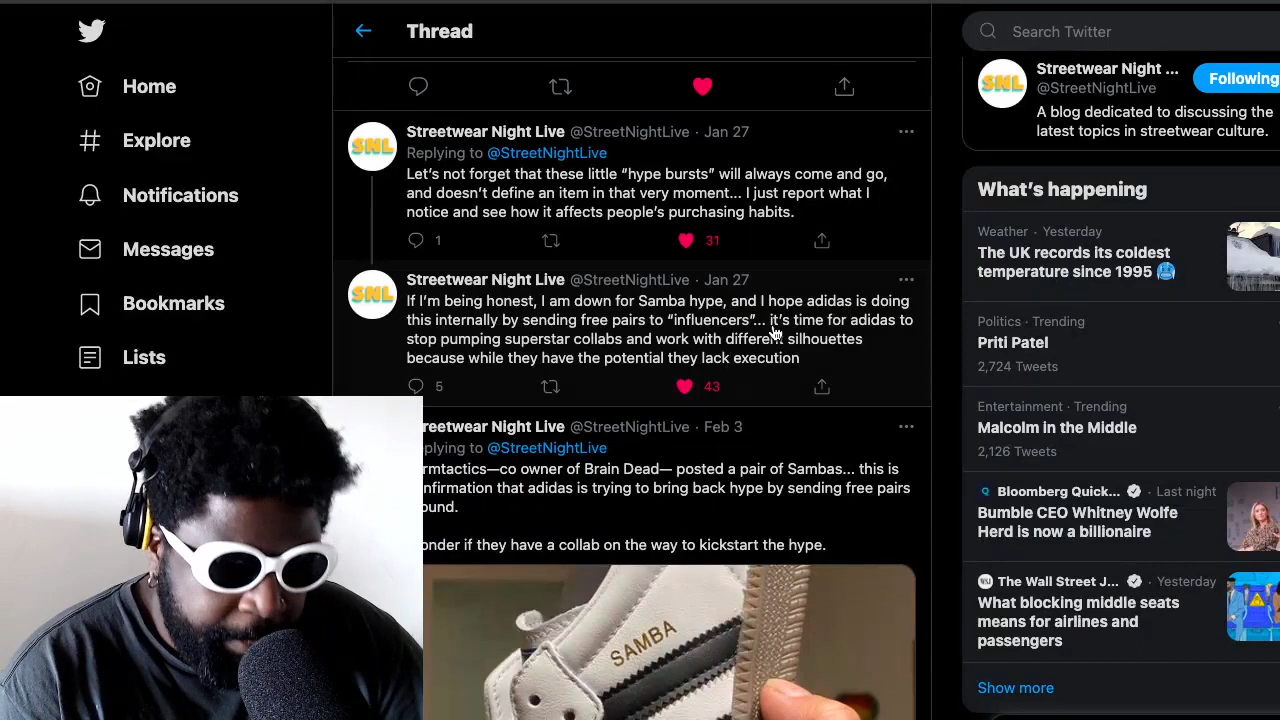 Thread
Search Twitter
Home
Explore
Notifications
Messages
Bookmarks
Lists
SNL
Streetwear Night Live @StreetNightLive · Jan 27
Replying to @StreetNightLive
Let’s not forget that these little “hype bursts” will always come and go,
and doesn’t define an item in that very moment... I just report what I
notice and see how it affects people’s purchasing habits.
1
31
SNL
Streetwear Night Live @StreetNightLive · Jan 27
If I’m being honest, I am down for Samba hype, and I hope adidas is doing
this internally by sending free pairs to “influencers”... it’s time for adidas to
stop pumping superstar collabs and work with different silhouettes
because while they have the potential they lack execution
5
43
Night Live @StreetNightLive · Feb 3
@StreetNightLive
owner of Brain Dead— posted a pair of Sambas... this is
that adidas is trying to bring back hype by sending free pairs
if they have a collab on the way to kickstart the hype.
SAMBA
SNL
Streetwear Night ...
@StreetNightLive
Following
A blog dedicated to discussing the
latest topics in streetwear culture.
What’s happening
Weather · Yesterday
The UK records its coldest
temperature since 1995 🥶
Politics · Trending
Priti Patel
2,724 Tweets
Entertainment · Trending
Malcolm in the Middle
2,126 Tweets
Bloomberg Quick... · Last night
Bumble CEO Whitney Wolfe
Herd is now a billionaire
The Wall Street J... · Yesterday
What blocking middle seats
means for airlines and
passengers
Show more